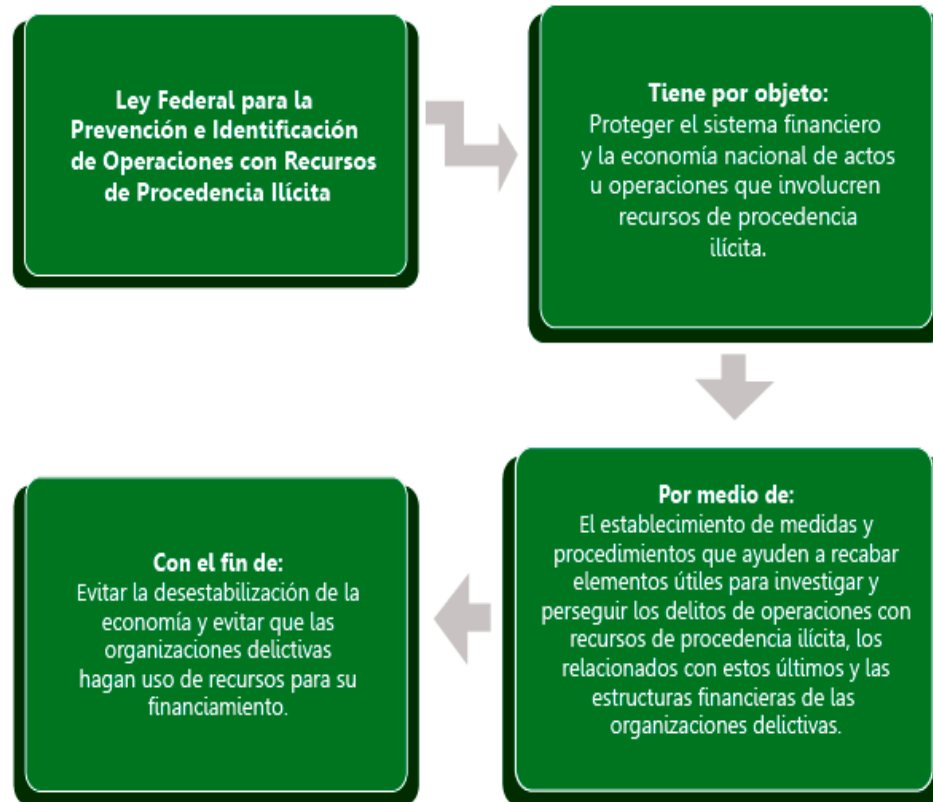 Ley Federal para la
Prevención e Identificación
de Operaciones con Recursos
de Procedencia Ilícita
Tiene por objeto:
Proteger el sistema financiero
y la economía nacional de actos
u operaciones que involucren
recursos de procedencia
ilícita.
Por medio de:
El establecimiento de medidas y
procedimientos que ayuden a recabar
elementos útiles para investigar y
perseguir los delitos de operaciones con
recursos de procedencia ilícita, los
relacionados con estos últimos y las
estructuras financieras de las
organizaciones delictivas.
Con el fin de:
Evitar la desestabilización de la
economía y evitar que las
organizaciones delictivas
hagan uso de recursos para su
financiamiento.